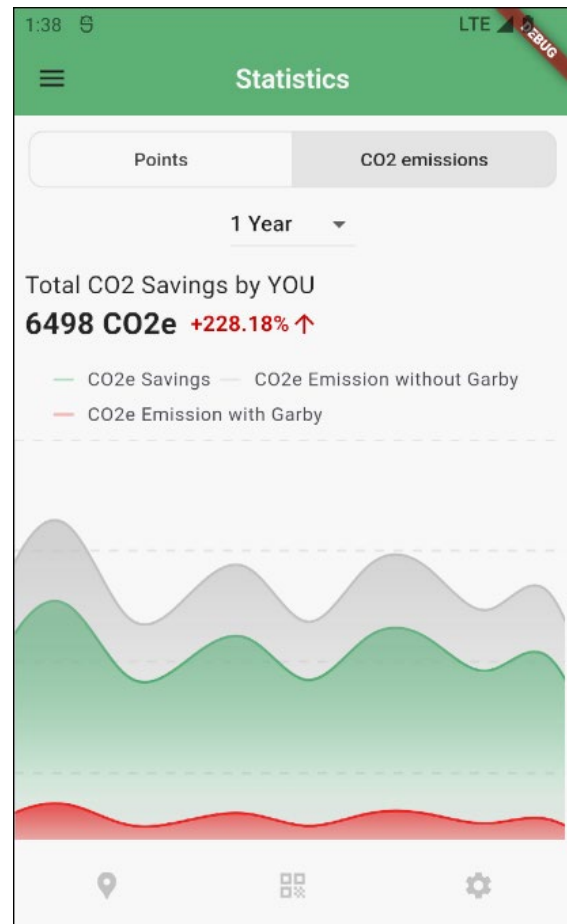 1:38 LTE
DEBUG
Statistics
Points CO2 emissions
1 Year
Total CO2 Savings by YOU
6498 CO2e +228.18%
CO2e Savings CO2e Emission without Garby
CO2e Emission with Garby